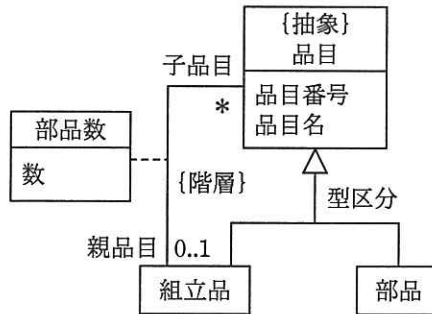 {抽象}
品目
子品目
*
品目番号
品目名
部品数
数
{階層}
型区分
親品目 0..1
組立品
部品